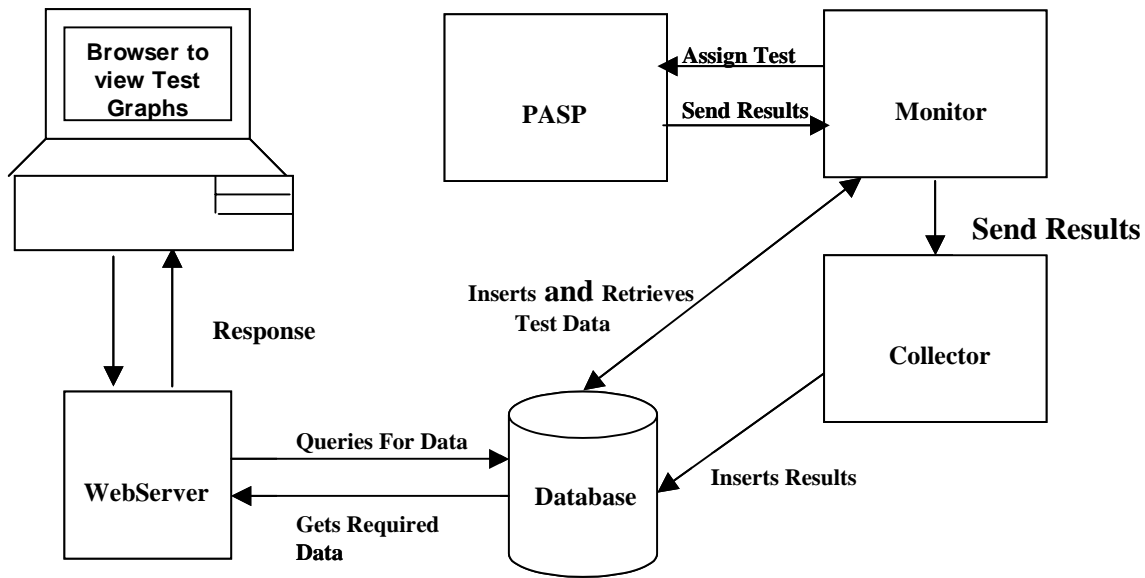 Browser to
view Test
Graphs
PASP
Assign Test
Send Results
Monitor
Send Results
Inserts and Retrieves
Test Data
Response
Collector
WebServer
Queries For Data
Gets Required
Data
Database
Inserts Results